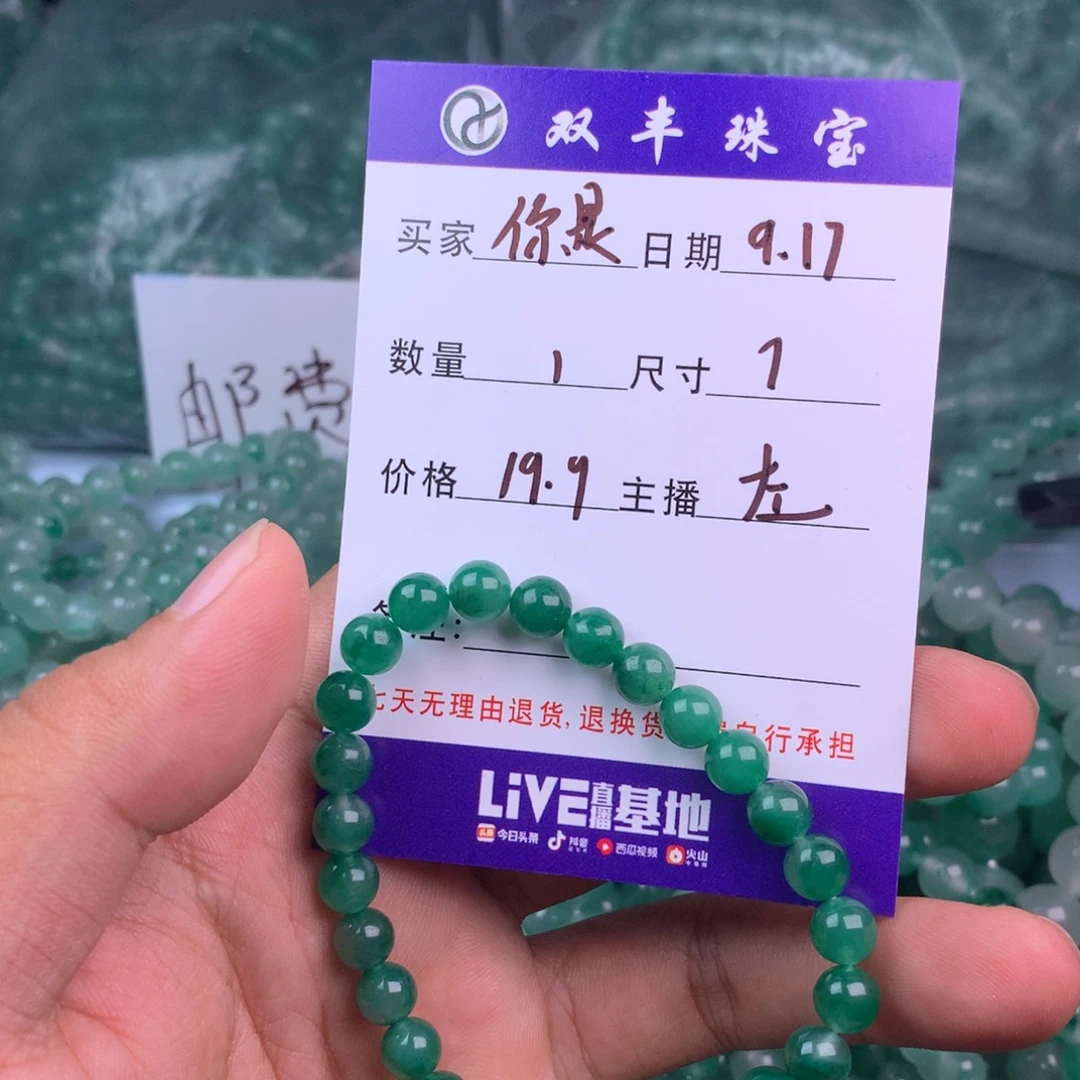 双丰珠宝
买家 你是 日期 9.17
邮费
数量 1 尺寸 7
价格 19.9 主播 左
注:
七天无理由退货,退换货 自行承担
LiVE直播基地
今日头条 抖音 西瓜视频 火山